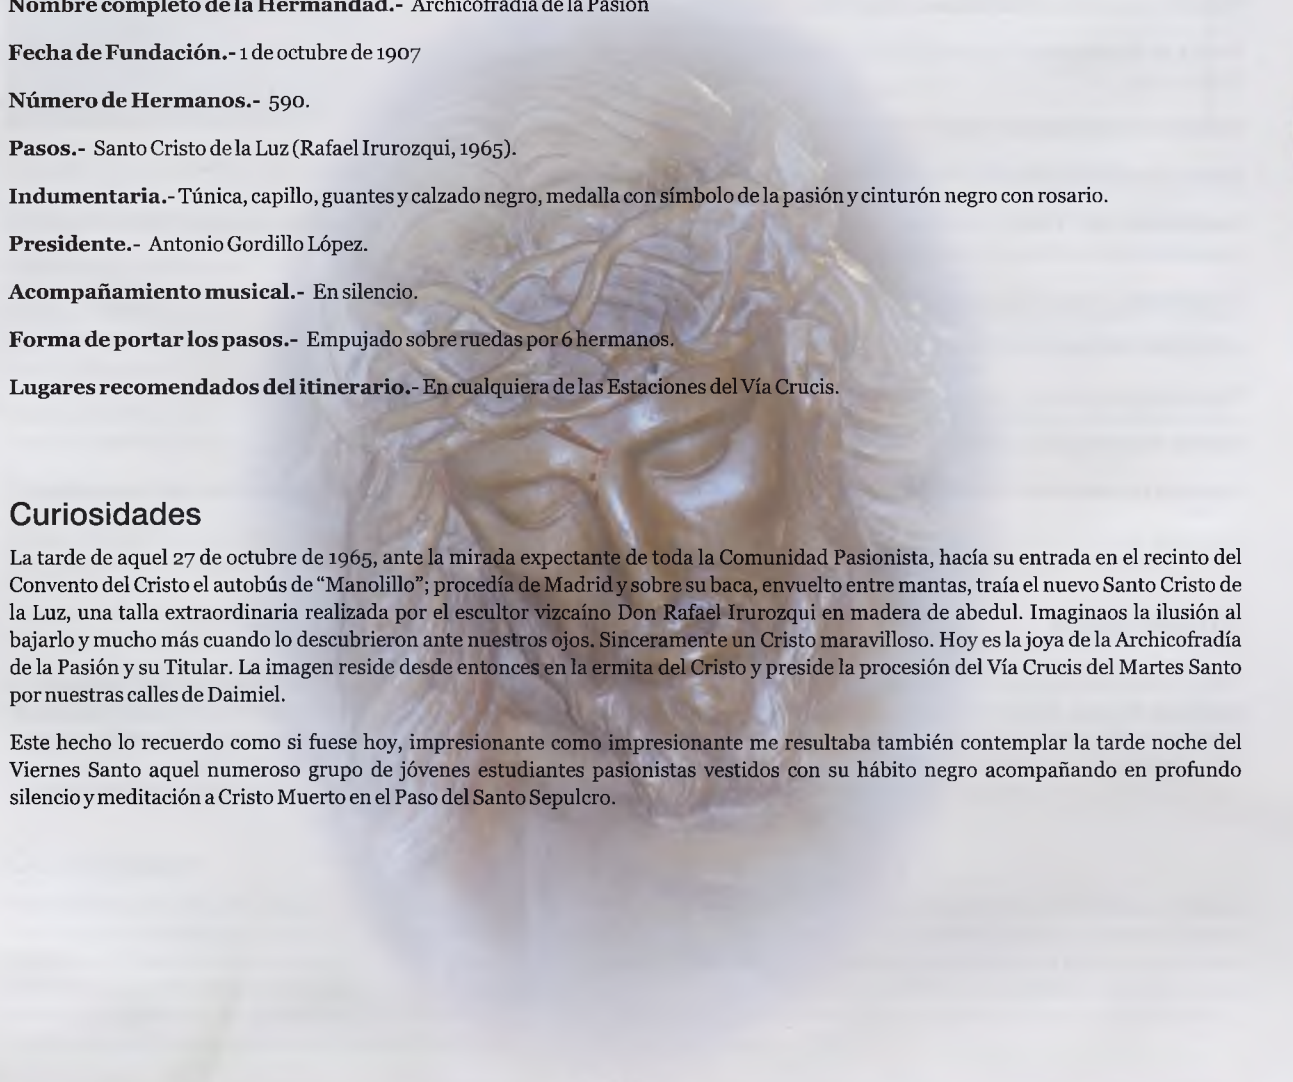 Nombre completo de la Hermandad.- Archicofradía de la Pasión
Fecha de Fundación.- 1 de octubre de 1907
Número de Hermanos.- 590.
Pasos.- Santo Cristo de la Luz (Rafael Irurozqui, 1965).
Indumentaria.- Túnica, capillo, guantes y calzado negro, medalla con símbolo de la pasión y cinturón negro con rosario.
Presidente.- Antonio Gordillo López.
Acompañamiento musical.- En silencio.
Forma de portar los pasos.- Empujado sobre ruedas por 6 hermanos.
Lugares recomendados del itinerario.- En cualquiera de las Estaciones del Vía Crucis.
Curiosidades
La tarde de aquel 27 de octubre de 1965, ante la mirada expectante de toda la Comunidad Pasionista, hacía su entrada en el recinto del
Convento del Cristo el autobús de “Manolillo”; procedía de Madrid y sobre su baca, envuelto entre mantas, traía el nuevo Santo Cristo de
la Luz, una talla extraordinaria realizada por el escultor vizcaíno Don Rafael Irurozqui en madera de abedul. Imaginaos la ilusión al
bajarlo y mucho más cuando lo descubrieron ante nuestros ojos. Sinceramente un Cristo maravilloso. Hoy es la joya de la Archicofradía
de la Pasión y su Titular. La imagen reside desde entonces en la ermita del Cristo y preside la procesión del Vía Crucis del Martes Santo
por nuestras calles de Daimiel.
Este hecho lo recuerdo como si fuese hoy, impresionante como impresionante me resultaba también contemplar la tarde noche del
Viernes Santo aquel numeroso grupo de jóvenes estudiantes pasionistas vestidos con su hábito negro acompañando en profundo
silencio y meditación a Cristo Muerto en el Paso del Santo Sepulcro.